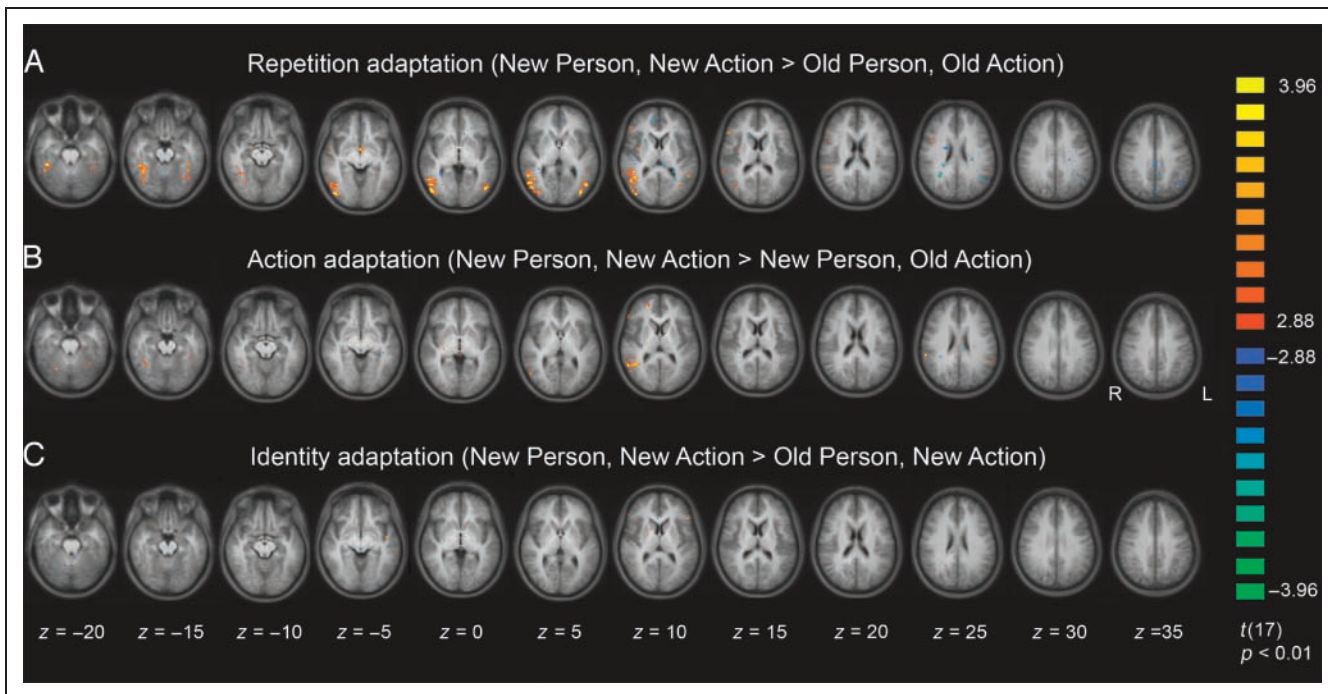 A
Repetition adaptation (New Person, New Action > Old Person, Old Action)
3.96
B
Action adaptation (New Person, New Action > New Person, Old Action)
2.88
–2.88
R
L
C
Identity adaptation (New Person, New Action > Old Person, New Action)
–3.96
z = –20
z = –15
z = –10
z = –5
z = 0
z = 5
z = 10
z = 15
z = 20
z = 25
z = 30
z =35
t(17)
p < 0.01